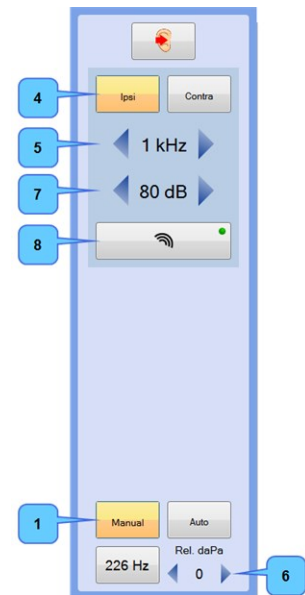 4
Ipsi
Contra
5
1 kHz
7
80 dB
8
1
Manual
Auto
226 Hz
Rel. daPa
0
6